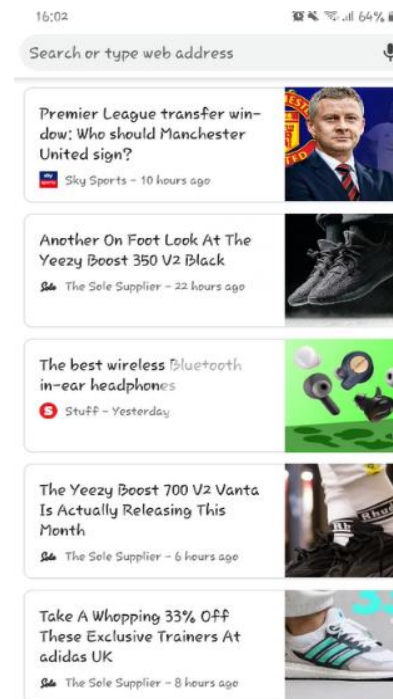 16:02
64%
Search or type web address
Premier League transfer win-
dow: Who should Manchester
United sign?
Sky Sports - 10 hours ago
Another On Foot Look At The
Yeezy Boost 350 V2 Black
Sole The Sole Supplier - 22 hours ago
The best wireless Bluetooth
in-ear headphones
S Stuff - Yesterday
The Yeezy Boost 700 V2 Vanta
Is Actually Releasing This
Month
Sole The Sole Supplier - 6 hours ago
Take A Whopping 33% Off
These Exclusive Trainers At
adidas UK
Sole The Sole Supplier - 8 hours ago